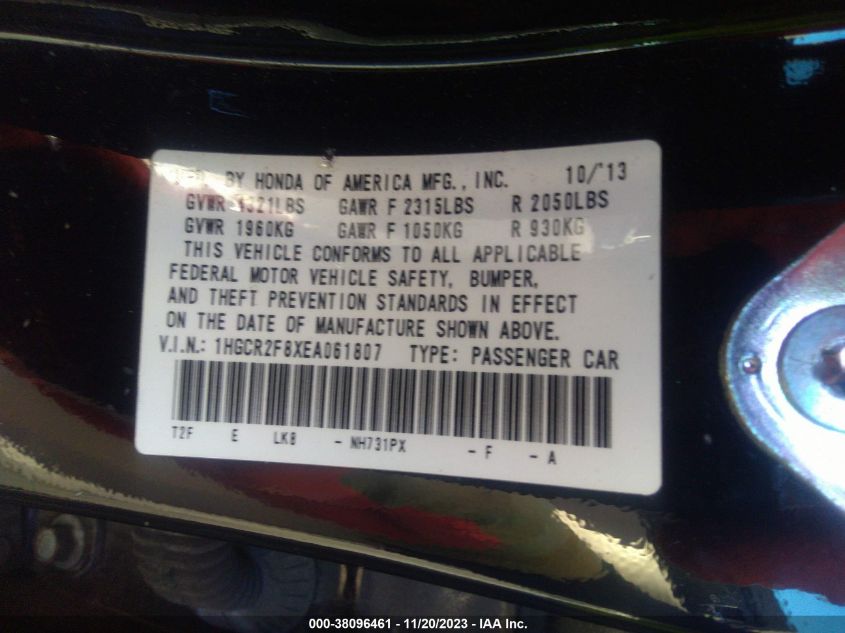 BY HONDA OF AMERICA MFG., INC. 10/'13
GVWR 4321LBS GAWR F 2315LBS R 2050LBS
GVWR 1960KG GAWR F 1050KG R 930KG
THIS VEHICLE CONFORMS TO ALL APPLICABLE
FEDERAL MOTOR VEHICLE SAFETY, BUMPER,
AND THEFT PREVENTION STANDARDS IN EFFECT
ON THE DATE OF MANUFACTURE SHOWN ABOVE.
V.I.N.: 1HGCR2F8XEA061807 TYPE: PASSENGER CAR
T2F E LK8 - NH731PX - F - A
000-38096461 - 11/20/2023 - IAA Inc.